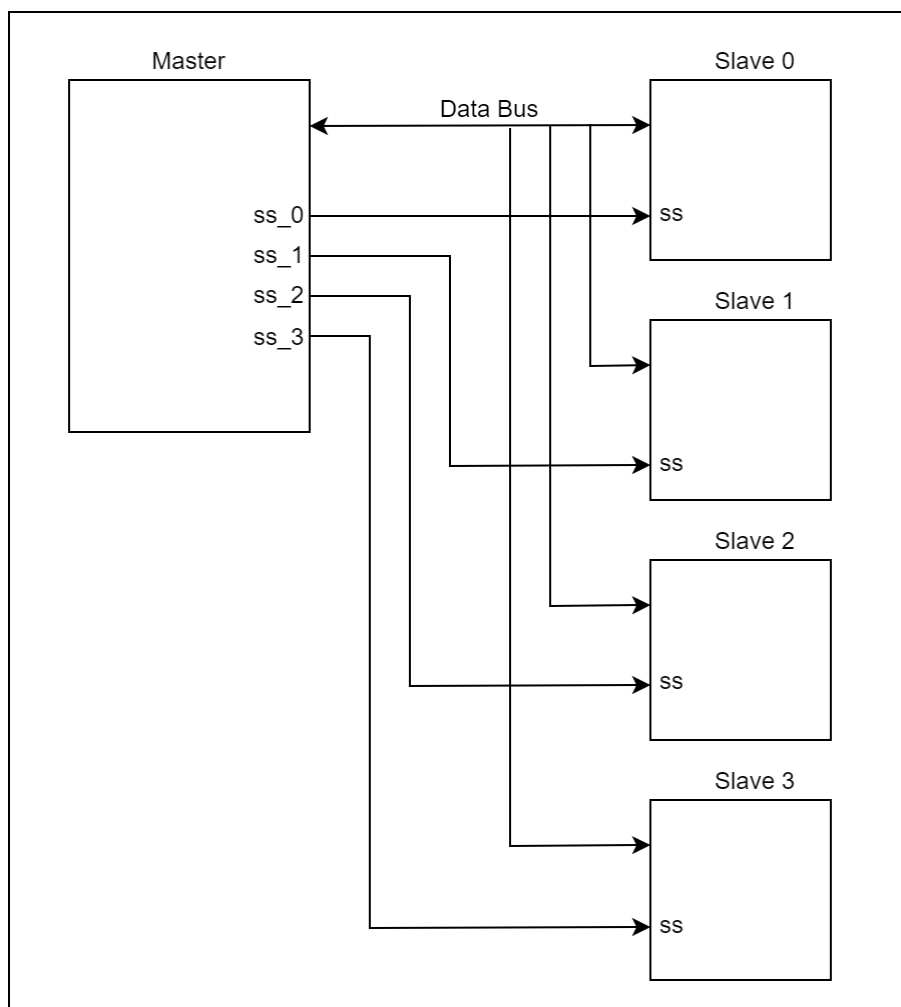 Master
Slave 0
Data Bus
ss_0
ss
ss_1
ss_2
ss_3
Slave 1
ss
Slave 2
ss
Slave 3
ss